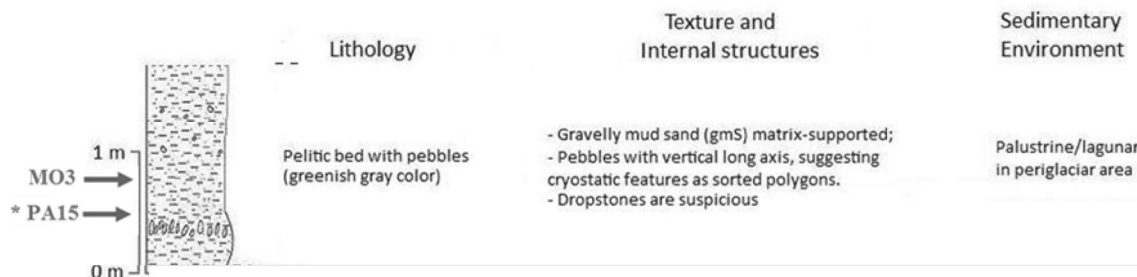 Lithology
Texture and
Internal structures
Sedimentary
Environment
1 m
MO3
* PA15
0 m
Pelitic bed with pebbles
(greenish gray color)
- Gravelly mud sand (gmS) matrix-supported;
- Pebbles with vertical long axis, suggesting
cryostatic features as sorted polygons.
- Dropstones are suspicious
Palustrine/lagunar
in periglaciar area